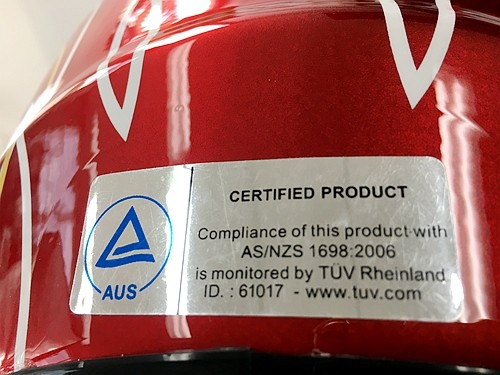 CERTIFIED PRODUCT
Compliance of this product with
AS/NZS 1698:2006
is monitored by TÜV Rheinland
ID. : 61017 - www.tuv.com
AUS